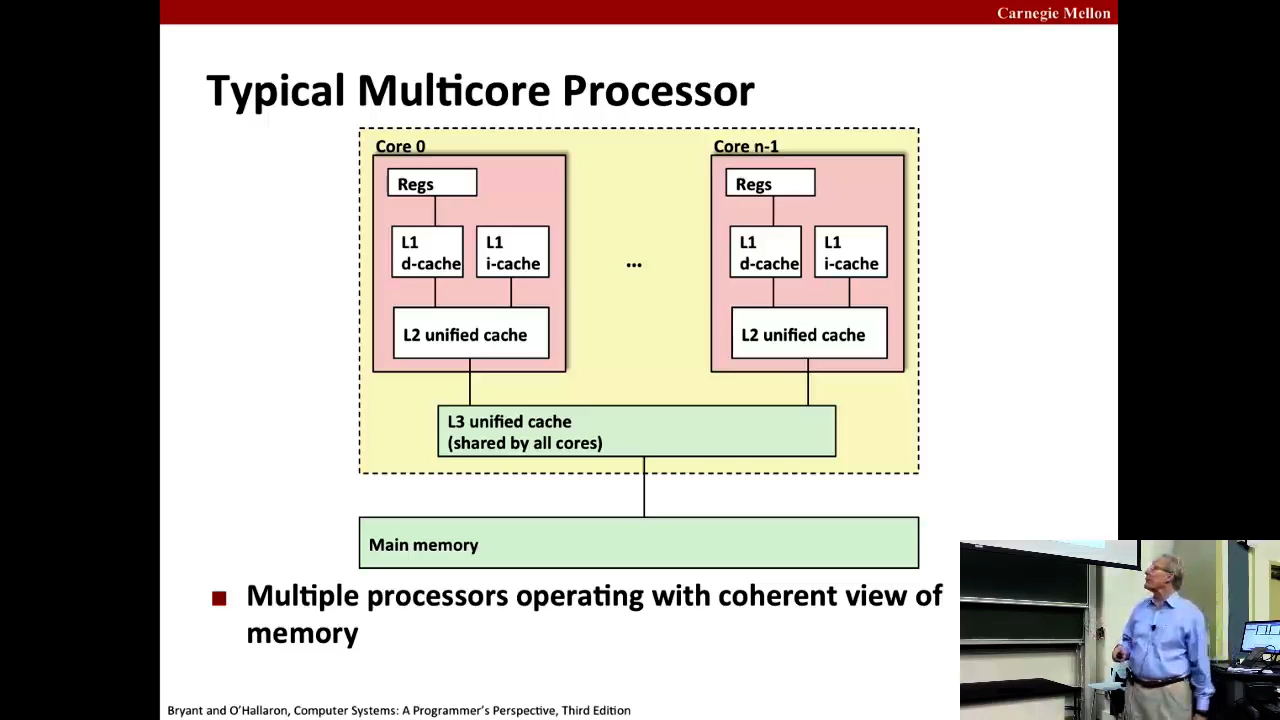 Carnegie Mellon
Typical Multicore Processor
Core 0
Core n-1
Regs
Regs
L1
d-cache
L1
i-cache
...
L1
d-cache
L1
i-cache
L2 unified cache
L2 unified cache
L3 unified cache
(shared by all cores)
Main memory
Multiple processors operating with coherent view of
memory
Bryant and O'Hallaron, Computer Systems: A Programmer's Perspective, Third Edition